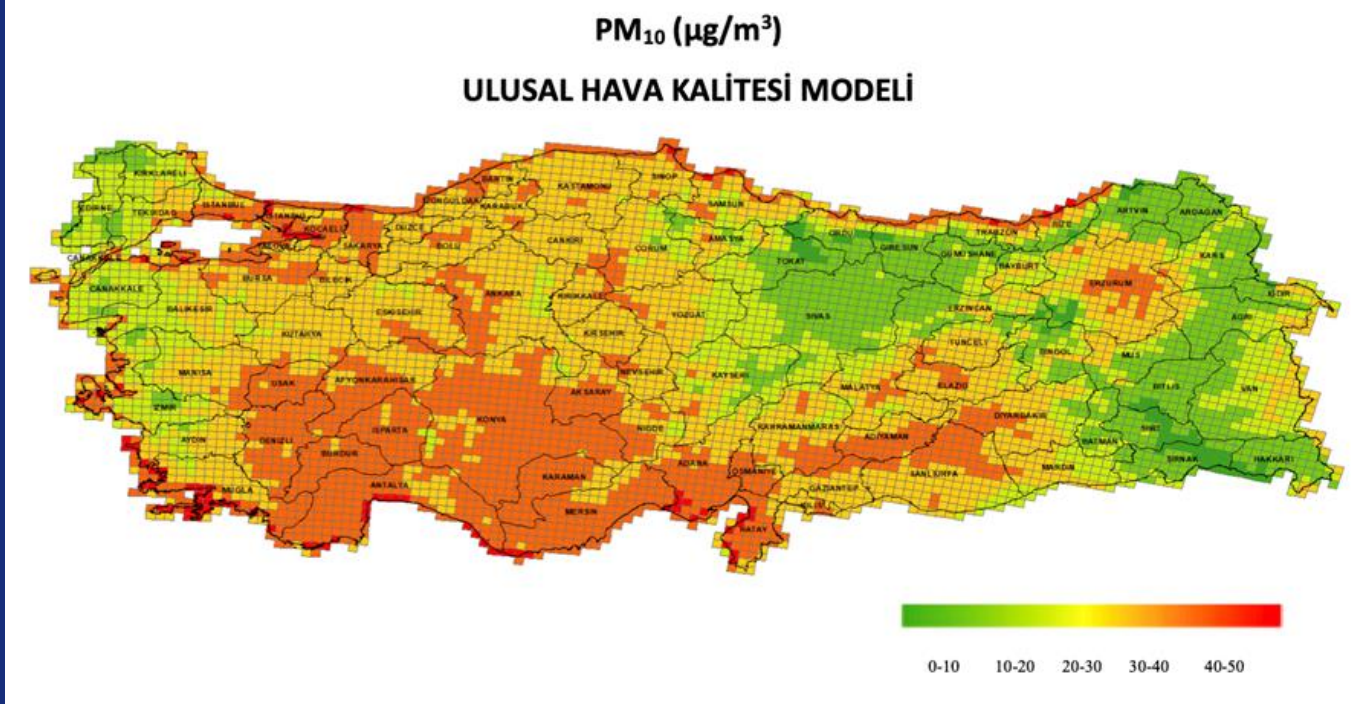 PM₁₀ (µg/m³)
ULUSAL HAVA KALİTESİ MODELİ
KIRKLARELİ
EDİRNE
TEKİRDAĞ
İSTANBUL
İSTANBUL
KOCAELİ
YALOVA
SAKARYA
DÜZCE
BOLU
ZONGULDAK
BARTIN
KARABÜK
KASTAMONU
SİNOP
SAMSUN
ÇANKIRI
ÇORUM
AMASYA
TOKAT
ORDU
GİRESUN
TRABZON
RİZE
ARTVİN
ARDAGAN
GÜMÜŞHANE
BAYBURT
KARS
ERZURUM
IĞDIR
AĞRI
ÇANAKKALE
ÇANAKKALE
BURSA
BİLECİK
BALIKESİR
ESKİŞEHİR
ANKARA
KIRIKKALE
YOZGAT
SİVAS
ERZİNCAN
KÜTAHYA
KIRŞEHİR
TUNCELİ
BİNGÖL
MUŞ
MANİSA
UŞAK
AFYONKARAHİSAR
NEVŞEHİR
KAYSERİ
MALATYA
ELAZIĞ
BİTLİS
VAN
AKSARAY
İZMİR
KONYA
DİYARBAKIR
AYDIN
DENİZLİ
ISPARTA
NİĞDE
KAHRAMANMARAŞ
ADIYAMAN
BATMAN
SİİRT
BURDUR
ŞIRNAK
HAKKARİ
MUĞLA
ANTALYA
KARAMAN
ADANA
OSMANİYE
GAZİANTEP
ŞANLIURFA
MARDİN
MERSİN
KİLİS
HATAY
0-10 10-20 20-30 30-40 40-50